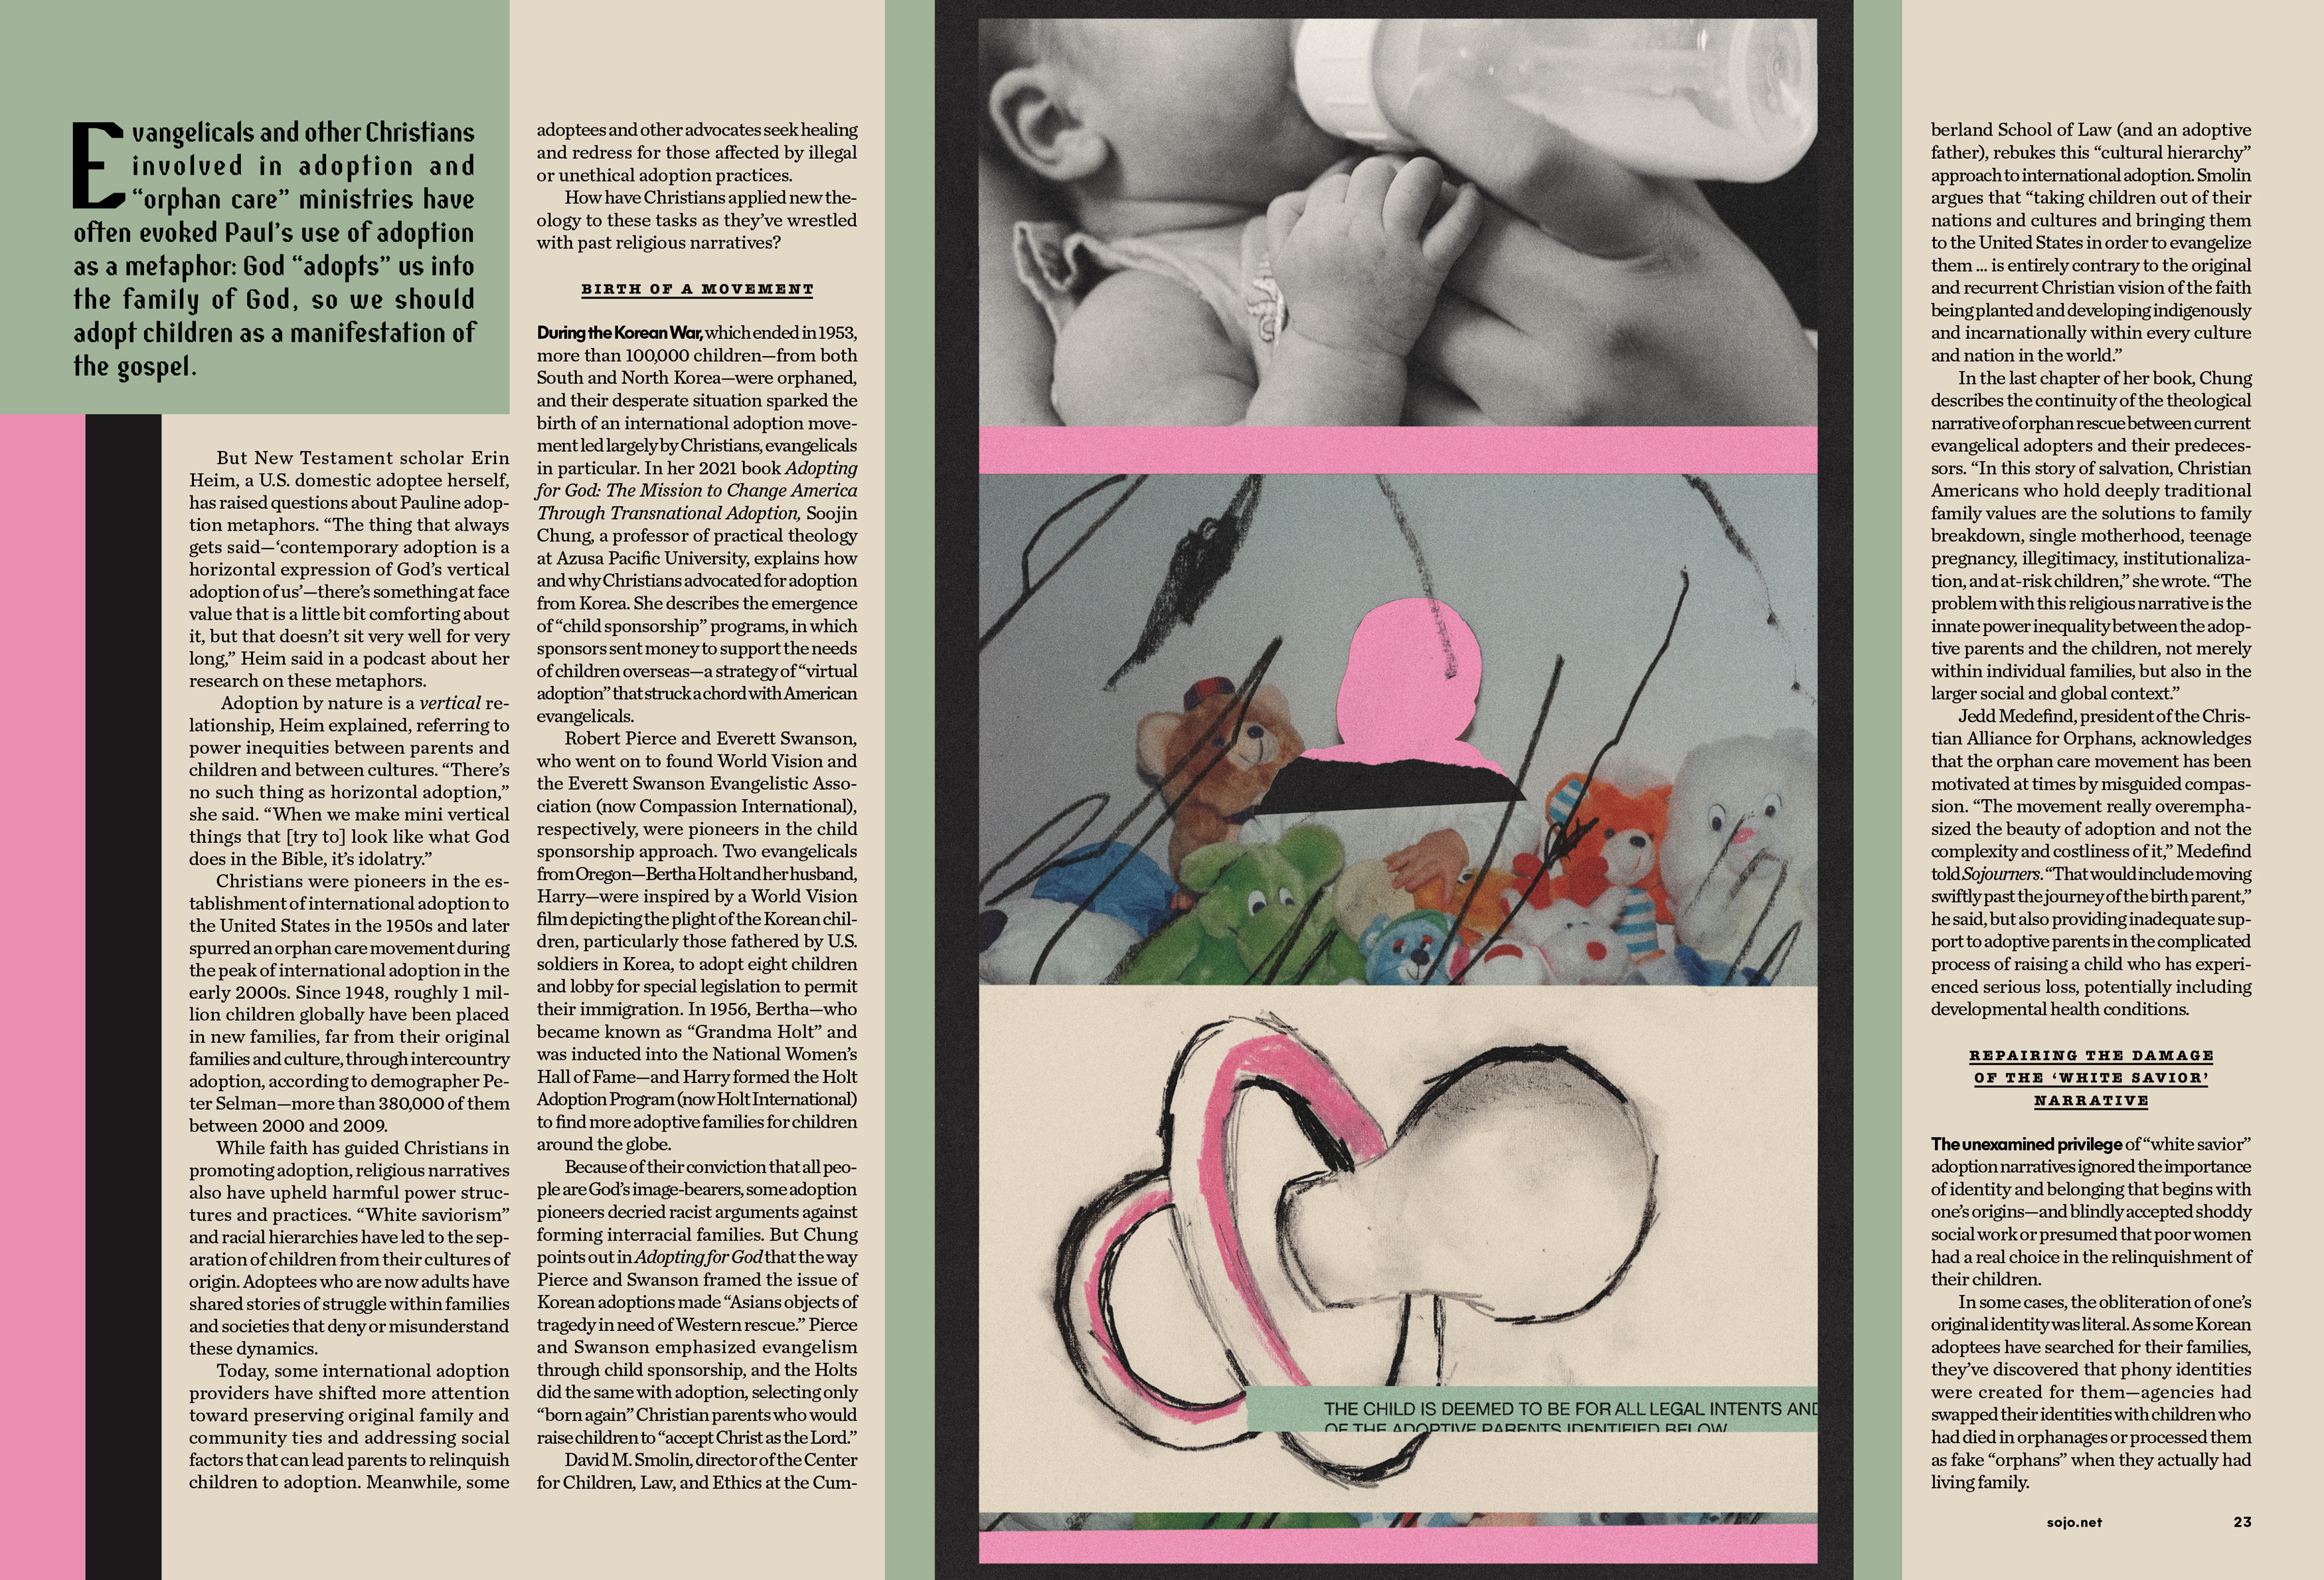 Evangelicals and other Christians
involved in adoption and
“orphan care” ministries have
often evoked Paul’s use of adoption
as a metaphor: God “adopts” us into
the family of God, so we should
adopt children as a manifestation of
the gospel.
But New Testament scholar Erin
Heim, a U.S. domestic adoptee herself,
has raised questions about Pauline adop-
tion metaphors. “The thing that always
gets said—‘contemporary adoption is a
horizontal expression of God’s vertical
adoption of us’—there’s something at face
value that is a little bit comforting about
it, but that doesn’t sit very well for very
long,” Heim said in a podcast about her
research on these metaphors.
Adoption by nature is a vertical re-
lationship, Heim explained, referring to
power inequities between parents and
children and between cultures. “There’s
no such thing as horizontal adoption,”
she said. “When we make mini vertical
things that [try to] look like what God
does in the Bible, it’s idolatry.”
Christians were pioneers in the es-
tablishment of international adoption to
the United States in the 1950s and later
spurred an orphan care movement during
the peak of international adoption in the
early 2000s. Since 1948, roughly 1 mil-
lion children globally have been placed
in new families, far from their original
families and culture, through intercountry
adoption, according to demographer Pe-
ter Selman—more than 380,000 of them
between 2000 and 2009.
While faith has guided Christians in
promoting adoption, religious narratives
also have upheld harmful power struc-
tures and practices. “White saviorism”
and racial hierarchies have led to the sep-
aration of children from their cultures of
origin. Adoptees who are now adults have
shared stories of struggle within families
and societies that deny or misunderstand
these dynamics.
Today, some international adoption
providers have shifted more attention
toward preserving original family and
community ties and addressing social
factors that can lead parents to relinquish
children to adoption. Meanwhile, some
adoptees and other advocates seek healing
and redress for those affected by illegal
or unethical adoption practices.
How have Christians applied new the-
ology to these tasks as they’ve wrestled
with past religious narratives?
BIRTH OF A MOVEMENT
During the Korean War, which ended in 1953,
more than 100,000 children—from both
South and North Korea—were orphaned,
and their desperate situation sparked the
birth of an international adoption move-
ment led largely by Christians, evangelicals
in particular. In her 2021 book Adopting
for God: The Mission to Change America
Through Transnational Adoption, Soojin
Chung, a professor of practical theology
at Azusa Pacific University, explains how
and why Christians advocated for adoption
from Korea. She describes the emergence
of “child sponsorship” programs, in which
sponsors sent money to support the needs
of children overseas—a strategy of “virtual
adoption” that struck a chord with American
evangelicals.
Robert Pierce and Everett Swanson,
who went on to found World Vision and
the Everett Swanson Evangelistic Asso-
ciation (now Compassion International),
respectively, were pioneers in the child
sponsorship approach. Two evangelicals
from Oregon—Bertha Holt and her husband,
Harry—were inspired by a World Vision
film depicting the plight of the Korean chil-
dren, particularly those fathered by U.S.
soldiers in Korea, to adopt eight children
and lobby for special legislation to permit
their immigration. In 1956, Bertha—who
became known as “Grandma Holt” and
was inducted into the National Women’s
Hall of Fame—and Harry formed the Holt
Adoption Program (now Holt International)
to find more adoptive families for children
around the globe.
Because of their conviction that all peo-
ple are God’s image-bearers, some adoption
pioneers decried racist arguments against
forming interracial families. But Chung
points out in Adopting for God that the way
Pierce and Swanson framed the issue of
Korean adoptions made “Asians objects of
tragedy in need of Western rescue.” Pierce
and Swanson emphasized evangelism
through child sponsorship, and the Holts
did the same with adoption, selecting only
“born again” Christian parents who would
raise children to “accept Christ as the Lord.”
David M. Smolin, director of the Center
for Children, Law, and Ethics at the Cum-
THE CHILD IS DEEMED TO BE FOR ALL LEGAL INTENTS AND
OF THE ADOPTIVE PARENTS IDENTIFIED BELOW
berland School of Law (and an adoptive
father), rebukes this “cultural hierarchy”
approach to international adoption. Smolin
argues that “taking children out of their
nations and cultures and bringing them
to the United States in order to evangelize
them ... is entirely contrary to the original
and recurrent Christian vision of the faith
being planted and developing indigenously
and incarnationally within every culture
and nation in the world.”
In the last chapter of her book, Chung
describes the continuity of the theological
narrative of orphan rescue between current
evangelical adopters and their predeces-
sors. “In this story of salvation, Christian
Americans who hold deeply traditional
family values are the solutions to family
breakdown, single motherhood, teenage
pregnancy, illegitimacy, institutionaliza-
tion, and at-risk children,” she wrote. “The
problem with this religious narrative is the
innate power inequality between the adop-
tive parents and the children, not merely
within individual families, but also in the
larger social and global context.”
Jedd Medefind, president of the Chris-
tian Alliance for Orphans, acknowledges
that the orphan care movement has been
motivated at times by misguided compas-
sion. “The movement really overempha-
sized the beauty of adoption and not the
complexity and costliness of it,” Medefind
told Sojourners. “That would include moving
swiftly past the journey of the birth parent,”
he said, but also providing inadequate sup-
port to adoptive parents in the complicated
process of raising a child who has experi-
enced serious loss, potentially including
developmental health conditions.
REPAIRING THE DAMAGE
OF THE ‘WHITE SAVIOR’
NARRATIVE
The unexamined privilege of “white savior”
adoption narratives ignored the importance
of identity and belonging that begins with
one’s origins—and blindly accepted shoddy
social work or presumed that poor women
had a real choice in the relinquishment of
their children.
In some cases, the obliteration of one’s
original identity was literal. As some Korean
adoptees have searched for their families,
they’ve discovered that phony identities
were created for them—agencies had
swapped their identities with children who
had died in orphanages or processed them
as fake “orphans” when they actually had
living family.
sojo.net 23